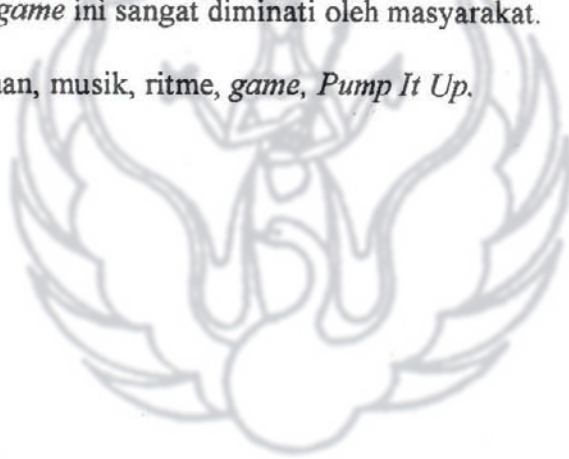 game ini sangat diminati oleh masyarakat.
an, musik, ritme, game, Pump It Up.